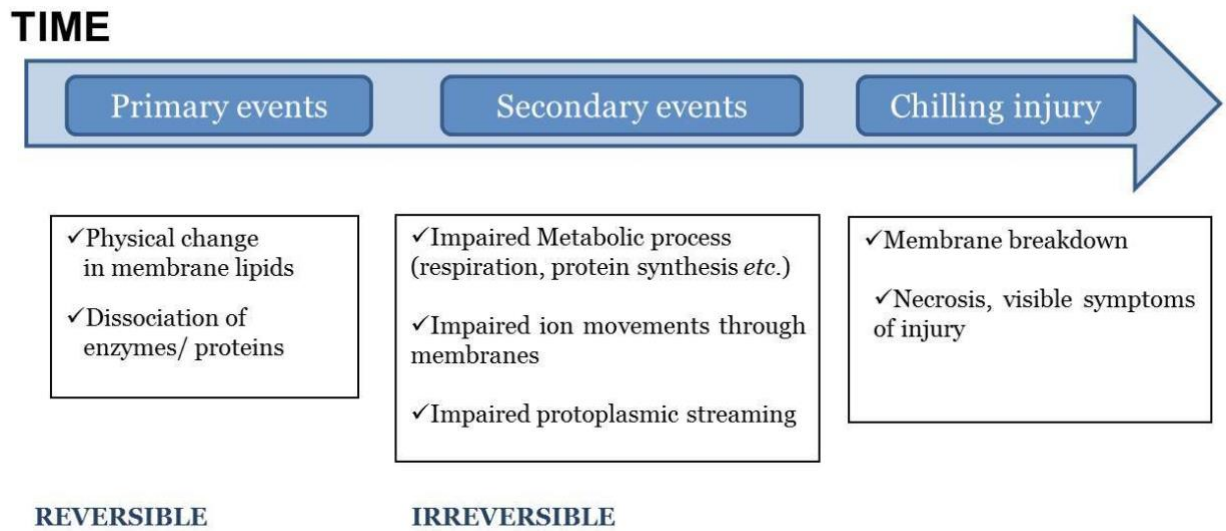 TIME
Primary events
Secondary events
Chilling injury
✓Physical change
in membrane lipids
✓Dissociation of
enzymes/ proteins
✓Impaired Metabolic process
(respiration, protein synthesis etc.)
✓Impaired ion movements through
membranes
✓Impaired protoplasmic streaming
✓Membrane breakdown
✓Necrosis, visible symptoms
of injury
REVERSIBLE
IRREVERSIBLE